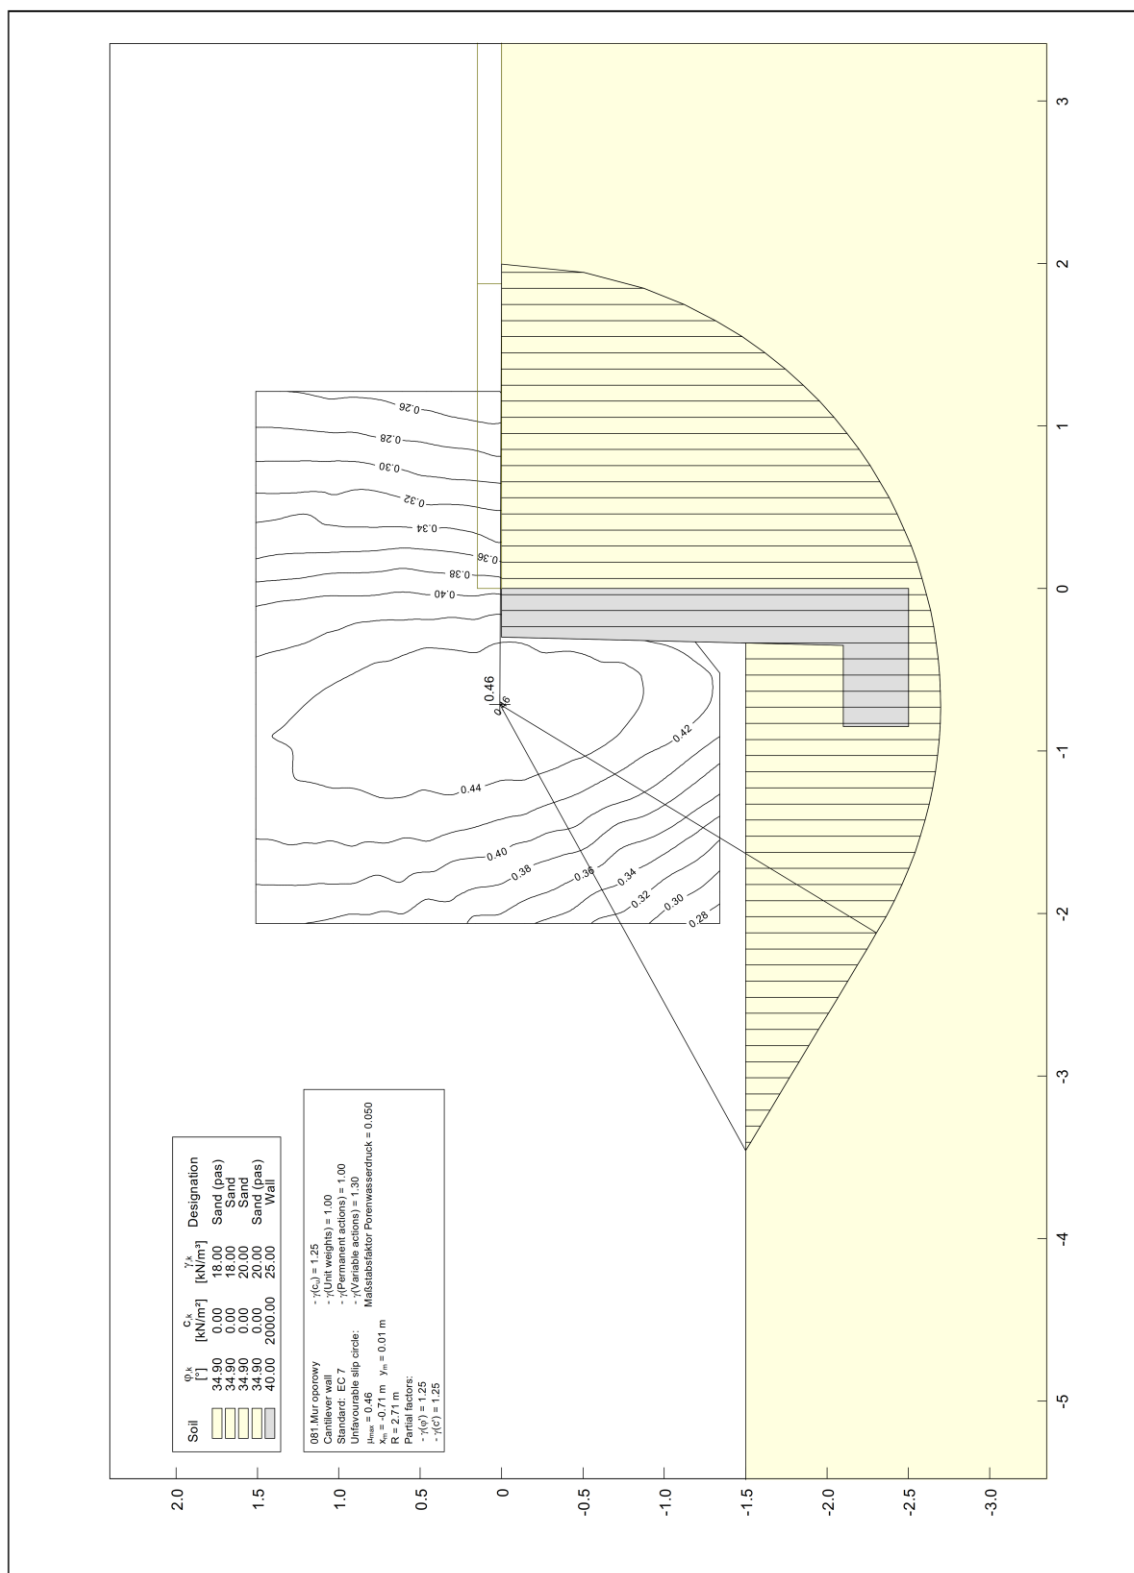 Soil φ,k c,k γ,k Designation
[°] [kN/m²] [kN/m³]
34.90 0.00 18.00 Sand (pas)
34.90 0.00 18.00 Sand
34.90 0.00 20.00 Sand
34.90 0.00 20.00 Sand (pas)
40.00 2000.00 25.00 Wall
081.Mur oporowy
Cantilever wall
Standard: EC 7
Unfavourable slip circle:
μmax = 0.46
xm = -0.71 m ym = 0.01 m
R = 2.71 m
Partial factors:
- γ(φ') = 1.25
- γ(c') = 1.25
- γ(cu) = 1.25
- γ(Unit weights) = 1.00
- γ(Permanent actions) = 1.00
- γ(Variable actions) = 1.30
Maßstabsfaktor Porenwasserdruck = 0.050
2.0
1.5
1.0
0.5
0
-0.5
-1.0
-1.5
-2.0
-2.5
-3.0
-5
-4
-3
-2
-1
0
1
2
3
0.46
0.46
0.44
0.42
0.40
0.38
0.36
0.34
0.32
0.30
0.28
0.40
0.38
0.36
0.34
0.32
0.30
0.28
0.26